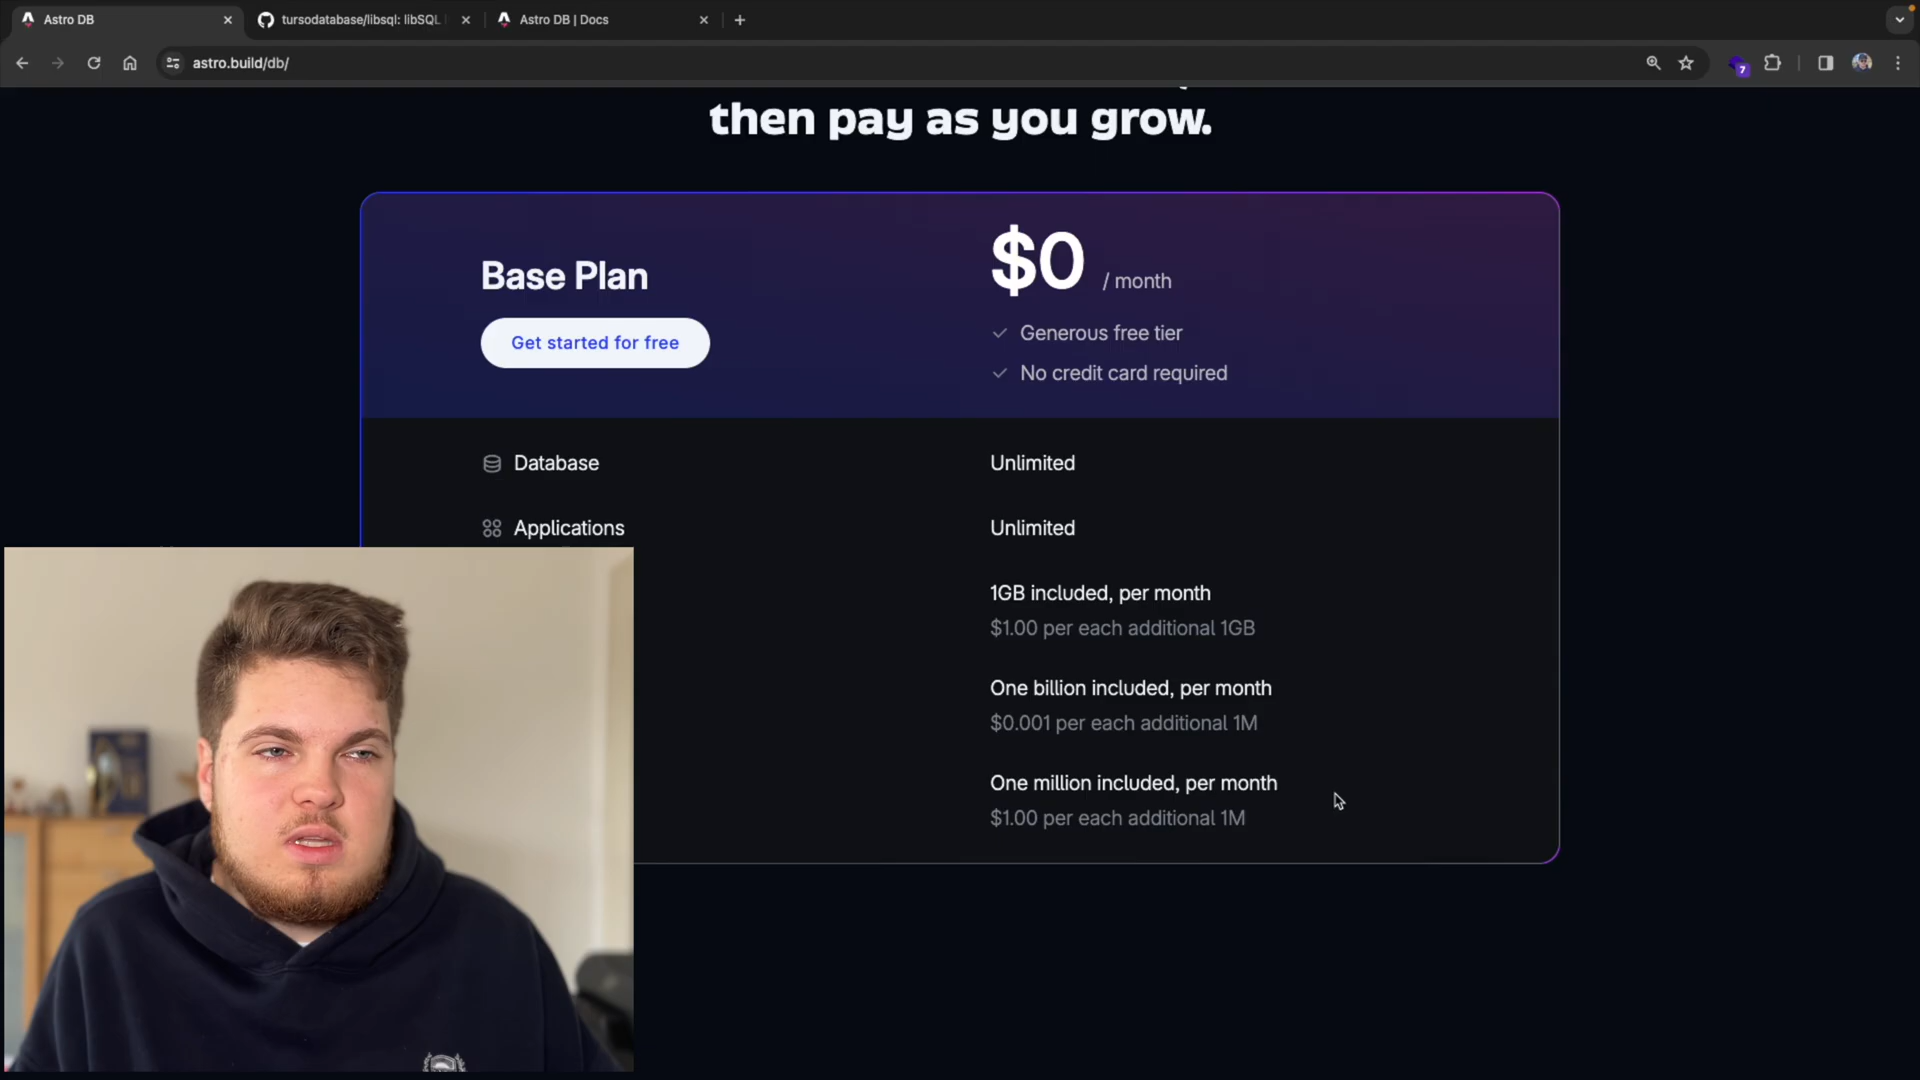 Astro DB
tursodatabase/libsql: libSQL
Astro DB | Docs
astro.build/db/
7
then pay as you grow.
Base Plan
$0 / month
Get started for free
Generous free tier
No credit card required
Database
Unlimited
Applications
Unlimited
1GB included, per month
$1.00 per each additional 1GB
One billion included, per month
$0.001 per each additional 1M
One million included, per month
$1.00 per each additional 1M